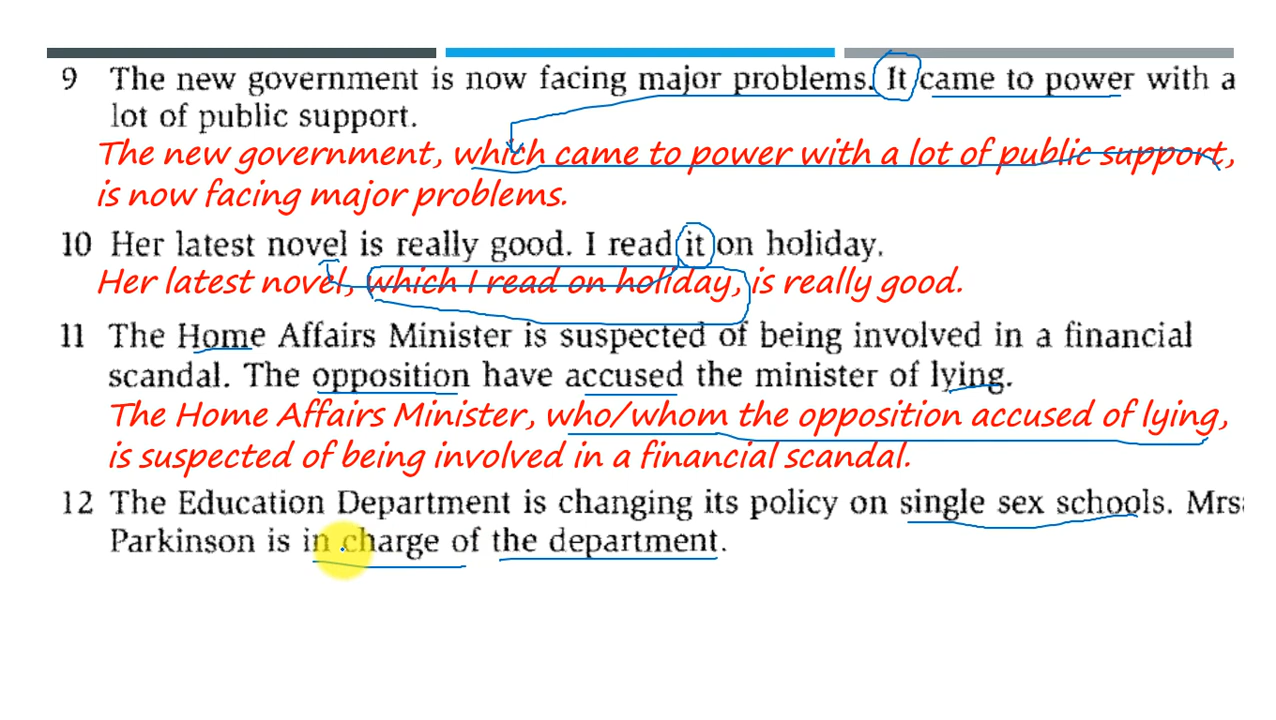 9 The new government is now facing major problems. It came to power with a
lot of public support.
The new government, which came to power with a lot of public support,
is now facing major problems.
10 Her latest novel is really good. I read it on holiday.
Her latest novel, which I read on holiday, is really good.
11 The Home Affairs Minister is suspected of being involved in a financial
scandal. The opposition have accused the minister of lying.
The Home Affairs Minister, who/whom the opposition accused of lying,
is suspected of being involved in a financial scandal.
12 The Education Department is changing its policy on single sex schools. Mrs
Parkinson is in charge of the department.